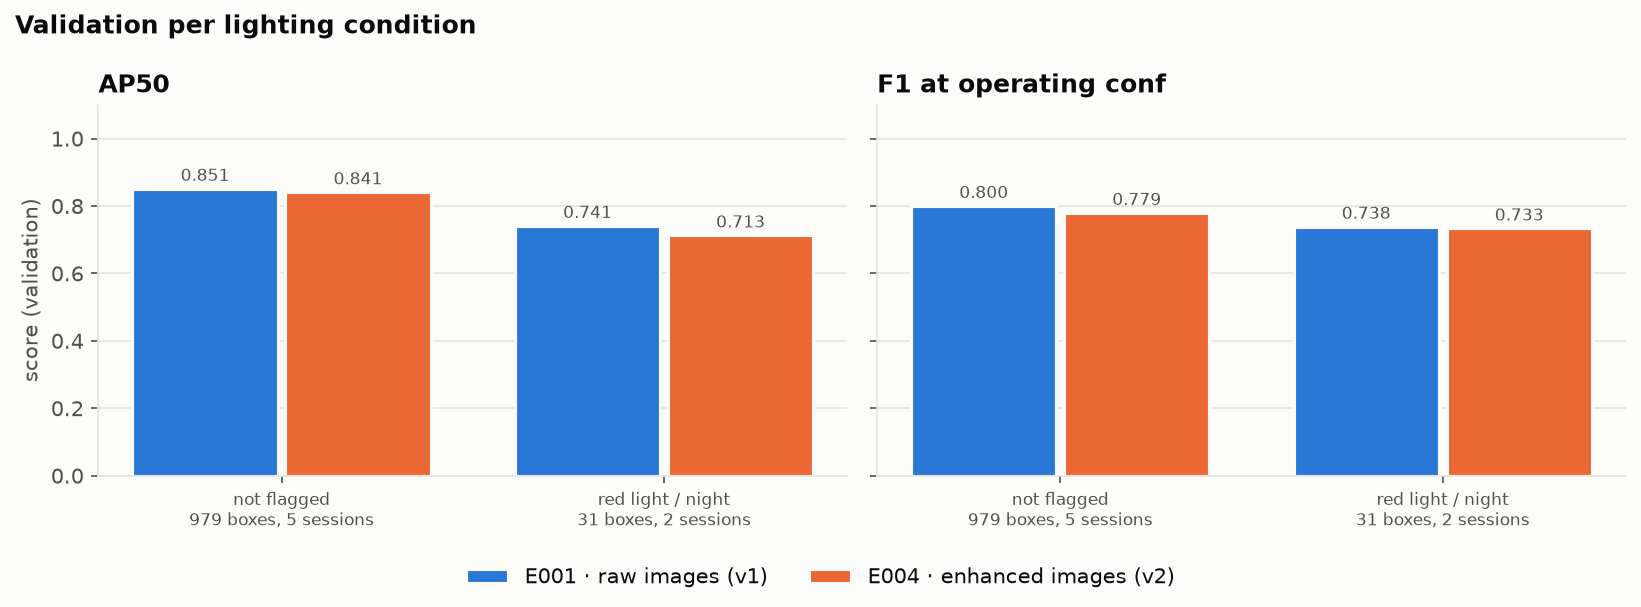 Validation per lighting condition
AP50
score (validation)
1.0
0.8
0.6
0.4
0.2
0.0
0.851
0.841
0.741
0.713
not flagged
979 boxes, 5 sessions
red light / night
31 boxes, 2 sessions
F1 at operating conf
0.800
0.779
0.738
0.733
not flagged
979 boxes, 5 sessions
red light / night
31 boxes, 2 sessions
E001 · raw images (v1)
E004 · enhanced images (v2)